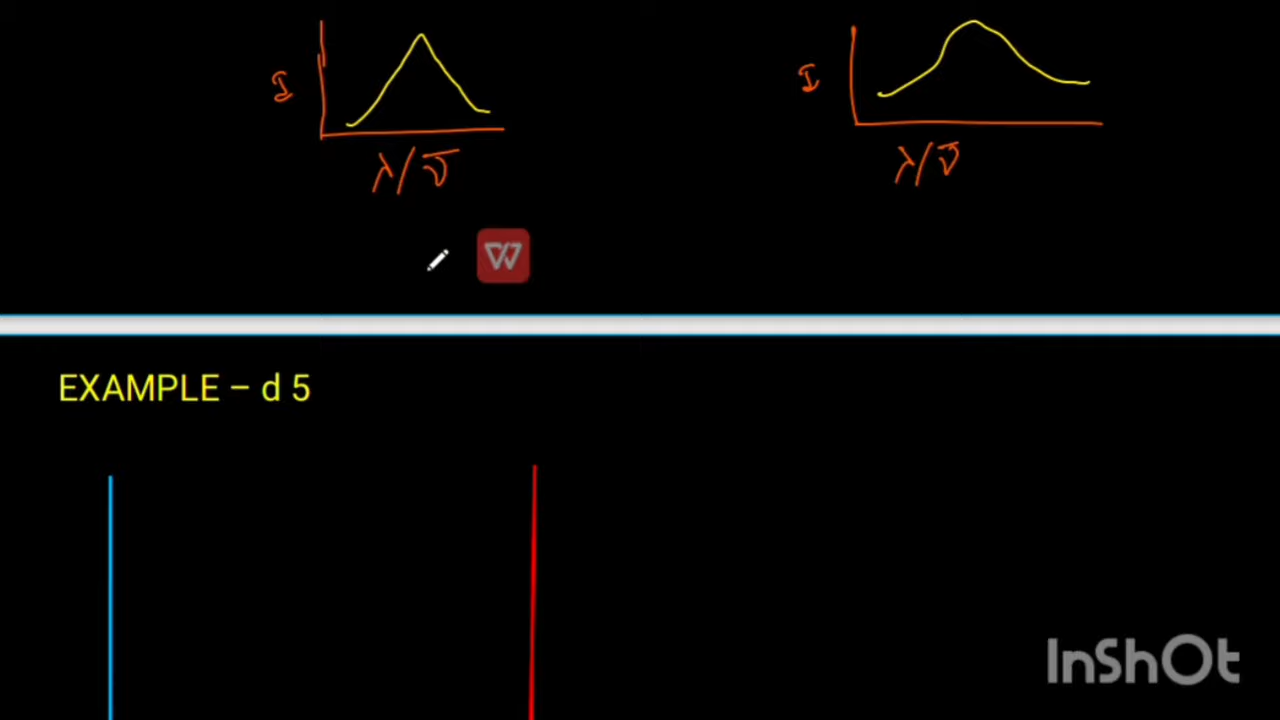 I I
λ/ν̅ λ/ν̅
W
EXAMPLE – d 5
InShOt